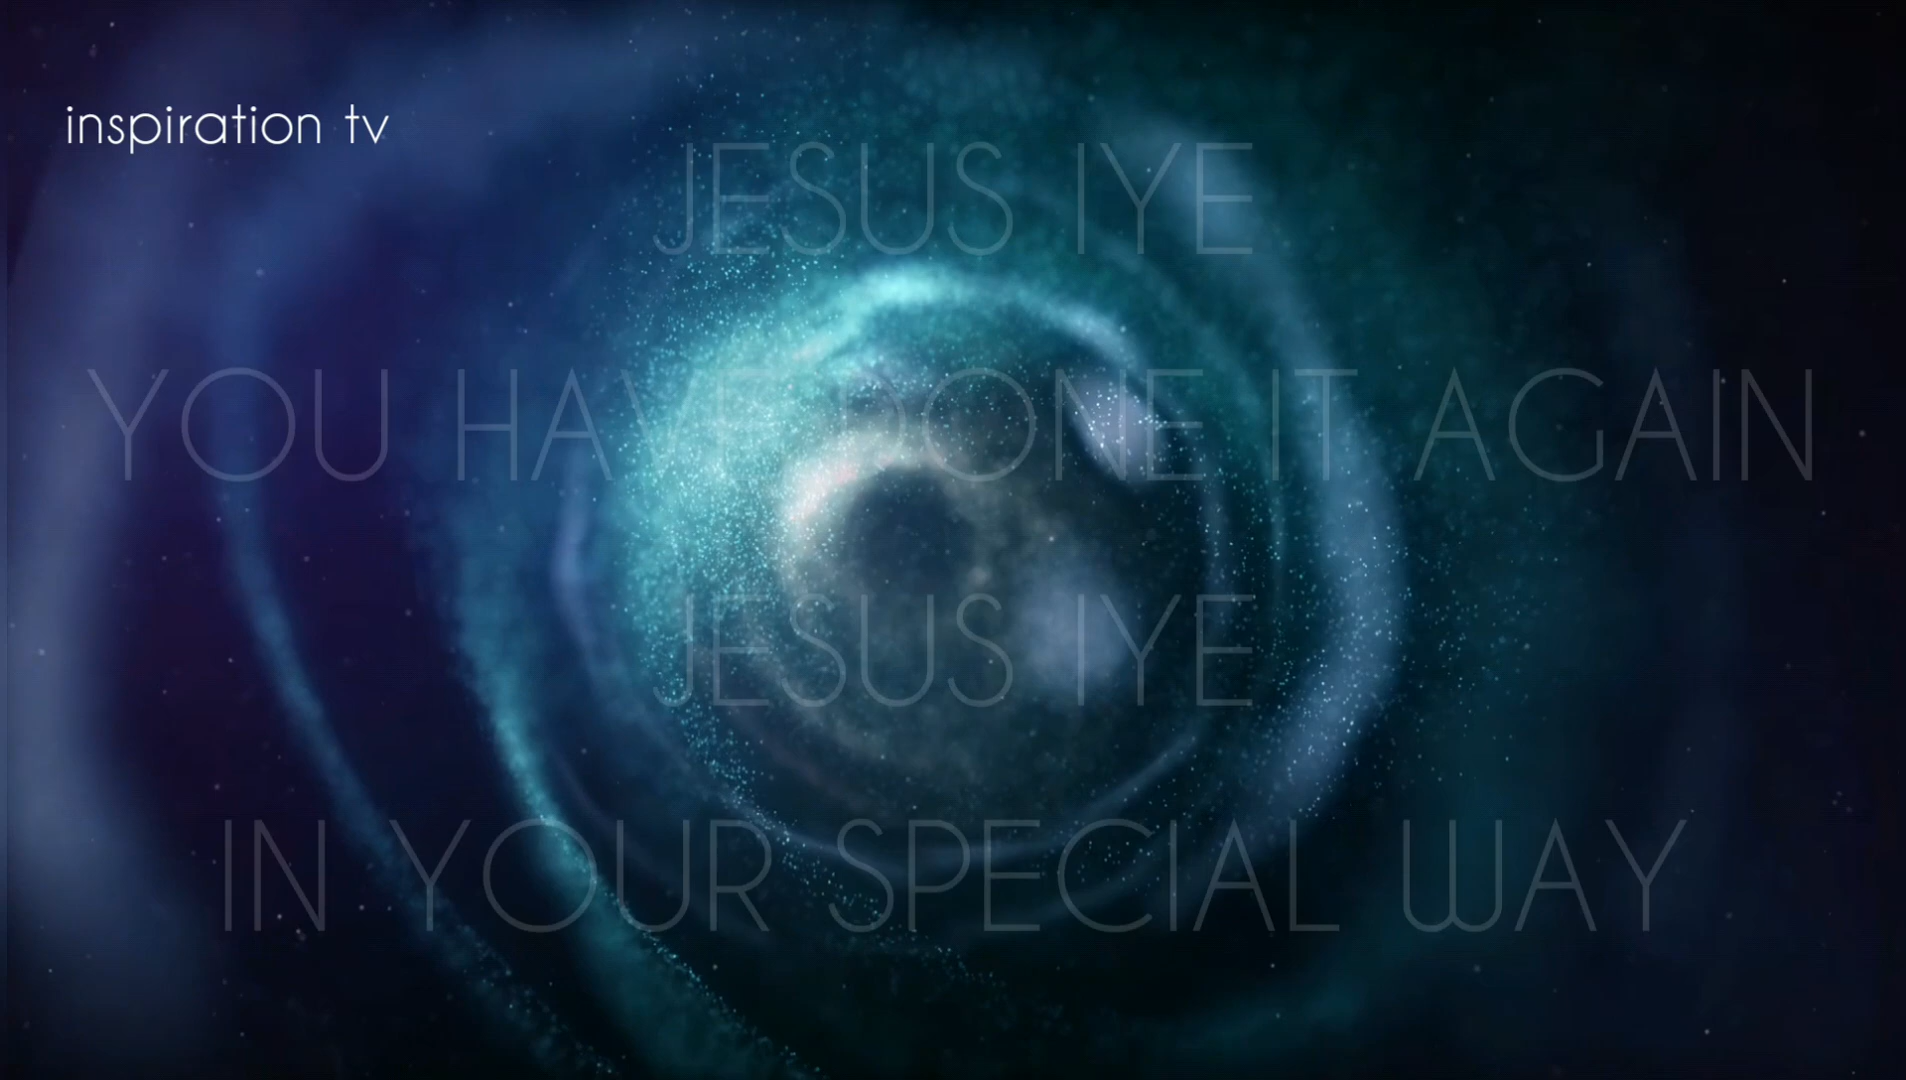 inspiration tv
JESUS IYE
YOU HAVE DONE IT AGAIN
JESUS IYE
IN YOUR SPECIAL WAY